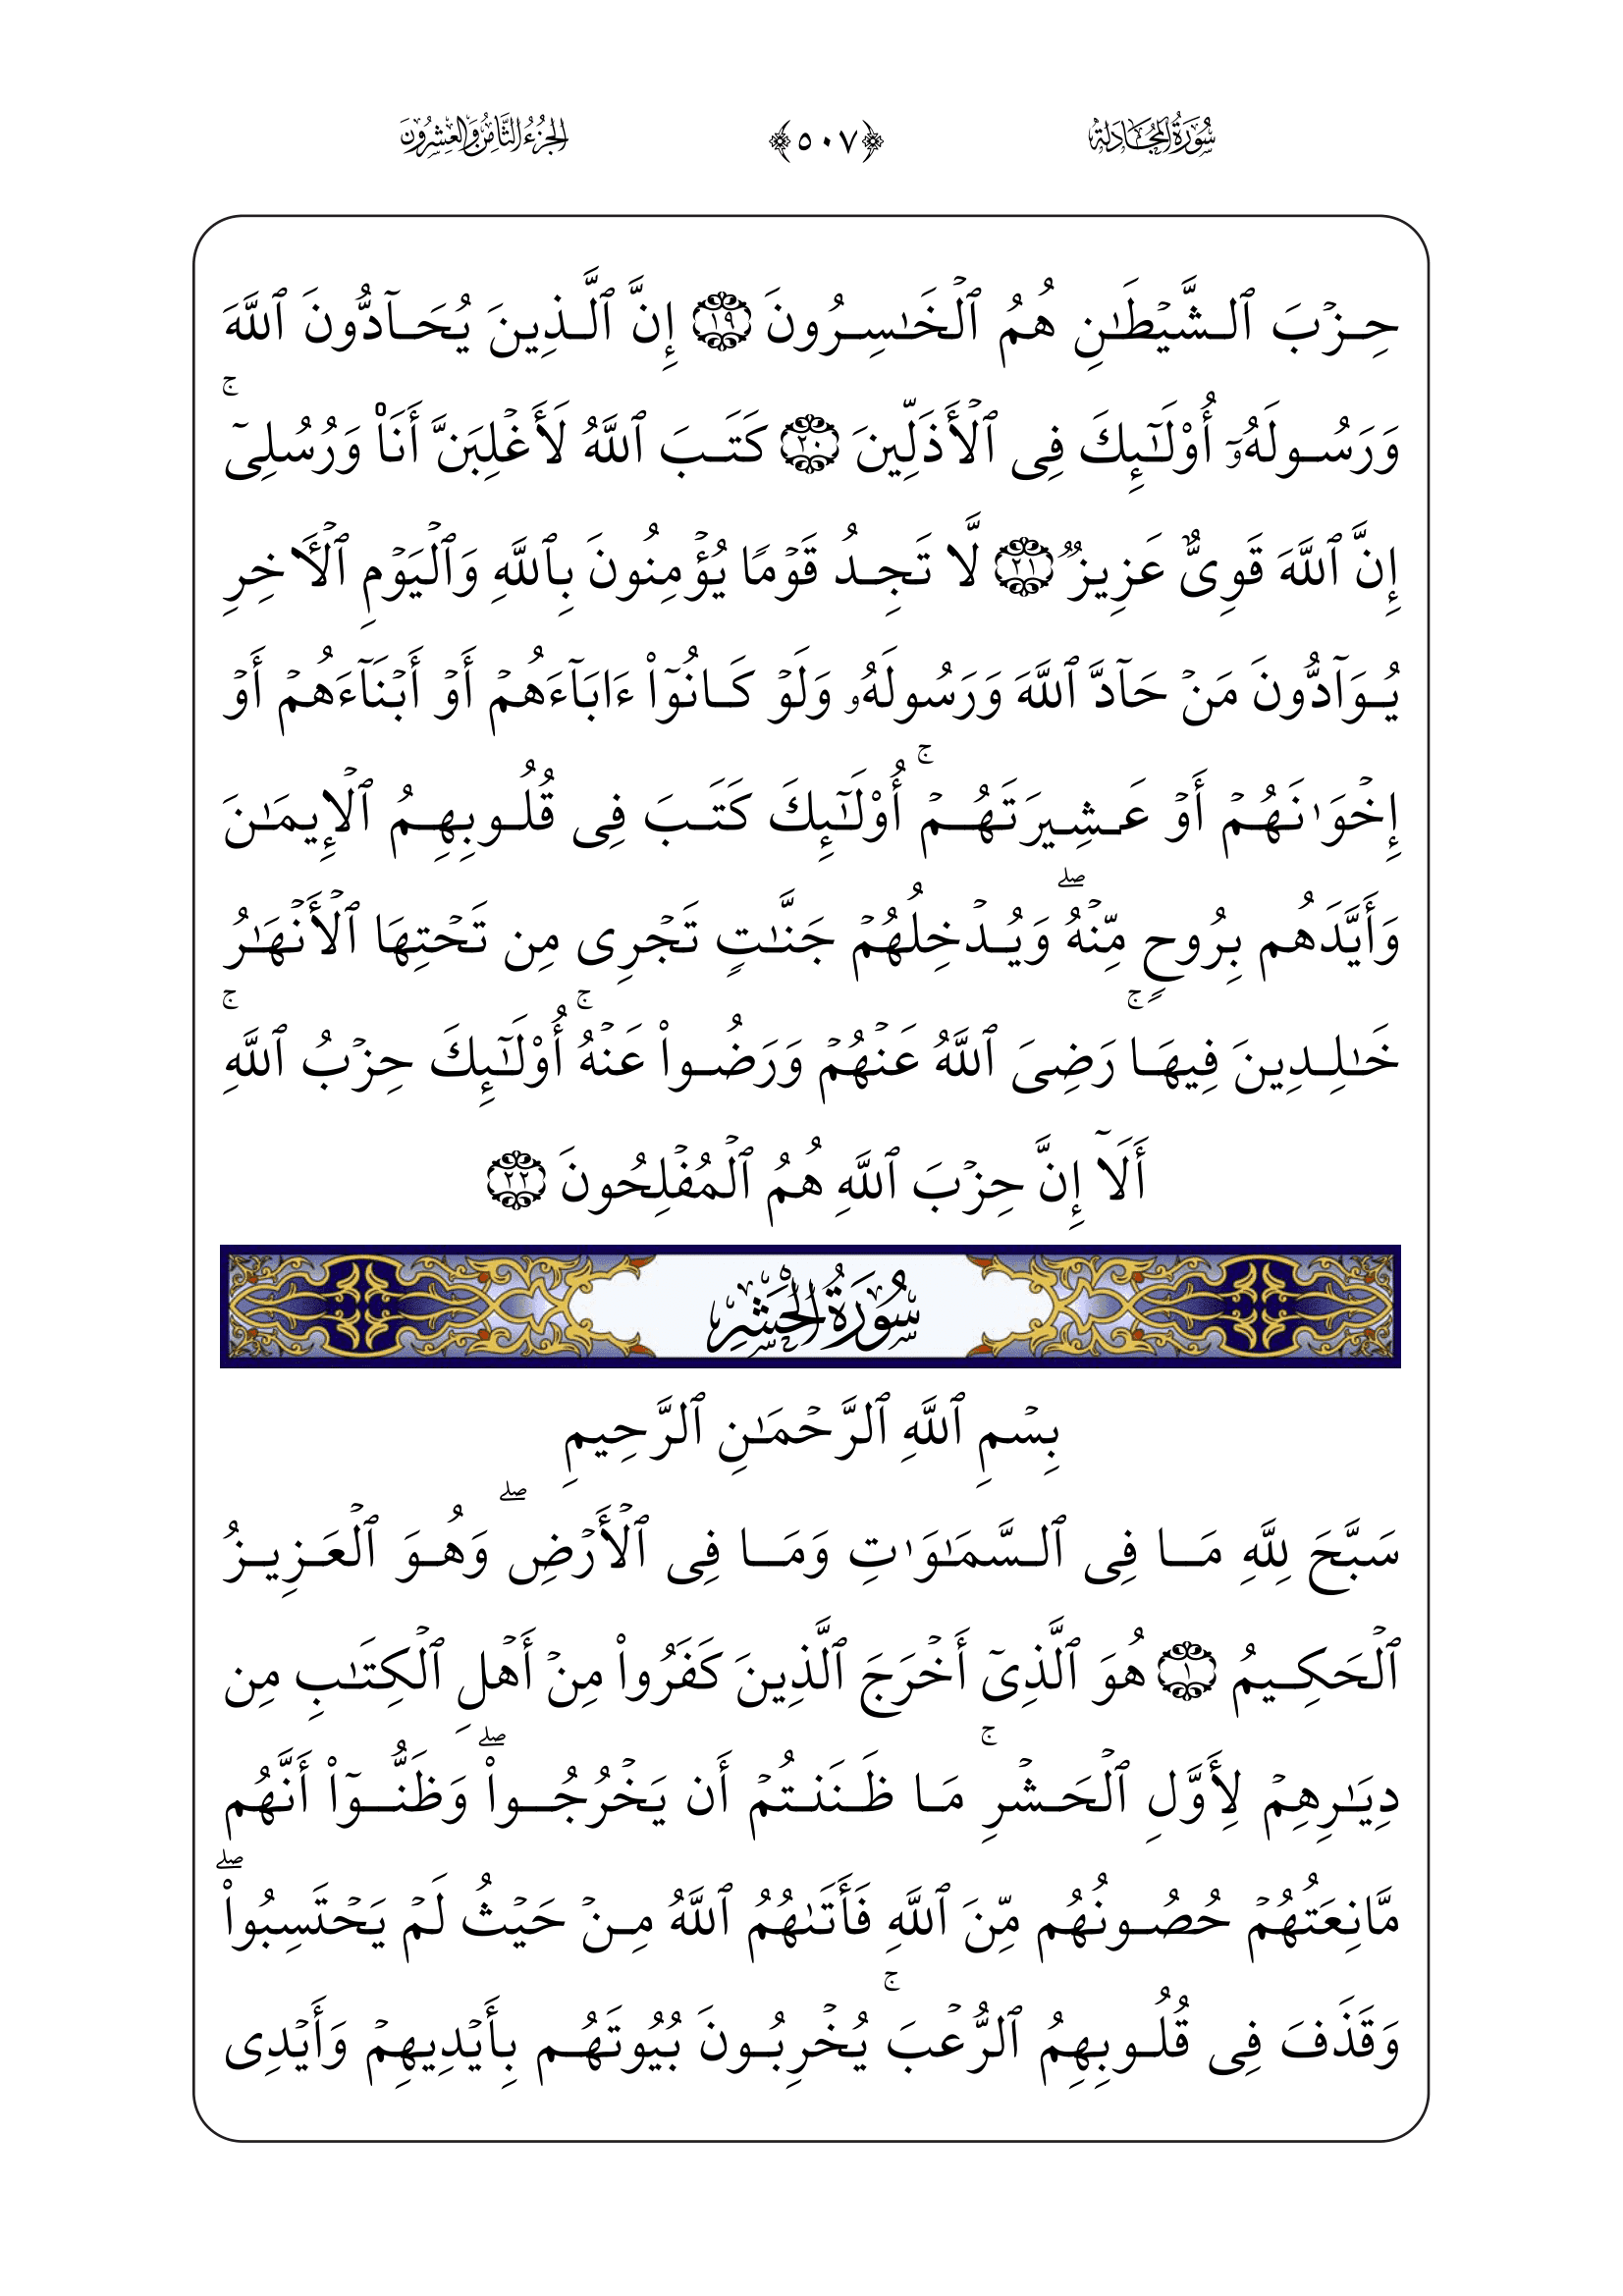 سُورَةُ المُجَادلة ﴿٥٠٧﴾ الجُزْءُ الثَّامِنُ وَالعِشْرُونَ
حِزۡبَ ٱلشَّيۡطَـٰنِ هُمُ ٱلۡخَـٰسِرُونَ ١٩ إِنَّ ٱلَّذِينَ يُحَآدُّونَ ٱللَّهَ
وَرَسُولَهُۥٓ أُوْلَـٰٓئِكَ فِى ٱلۡأَذَلِّينَ ٢٠ كَتَبَ ٱللَّهُ لَأَغۡلِبَنَّ أَنَا۠ وَرُسُلِىٓۚ
إِنَّ ٱللَّهَ قَوِىٌّ عَزِيزٌ ٢١ لَّا تَجِدُ قَوۡمًا يُؤۡمِنُونَ بِٱللَّهِ وَٱلۡيَوۡمِ ٱلۡأَخِرِ
يُوَآدُّونَ مَنۡ حَآدَّ ٱللَّهَ وَرَسُولَهُۥ وَلَوۡ كَانُوٓاْ ءَابَآءَهُمۡ أَوۡ أَبۡنَآءَهُمۡ أَوۡ
إِخۡوَٰنَهُمۡ أَوۡ عَشِيرَتَهُمۡۚ أُوْلَـٰٓئِكَ كَتَبَ فِى قُلُوبِهِمُ ٱلۡإِيمَـٰنَ
وَأَيَّدَهُم بِرُوحٍ مِّنۡهُۖ وَيُدۡخِلُهُمۡ جَنَّـٰتٍ تَجۡرِى مِن تَحۡتِهَا ٱلۡأَنۡهَـٰرُ
خَـٰلِدِينَ فِيهَاۚ رَضِىَ ٱللَّهُ عَنۡهُمۡ وَرَضُواْ عَنۡهُۚ أُوْلَـٰٓئِكَ حِزۡبُ ٱللَّهِۚ
أَلَآ إِنَّ حِزۡبَ ٱللَّهِ هُمُ ٱلۡمُفۡلِحُونَ ٢٢
سُورَةُ الحَشْرِ
بِسۡمِ ٱللَّهِ ٱلرَّحۡمَـٰنِ ٱلرَّحِيمِ
سَبَّحَ لِلَّهِ مَا فِى ٱلسَّمَـٰوَٰتِ وَمَا فِى ٱلۡأَرۡضِۖ وَهُوَ ٱلۡعَزِيزُ
ٱلۡحَكِيمُ ١ هُوَ ٱلَّذِىٓ أَخۡرَجَ ٱلَّذِينَ كَفَرُواْ مِنۡ أَهۡلِ ٱلۡكِتَـٰبِ مِن
دِيَـٰرِهِمۡ لِأَوَّلِ ٱلۡحَشۡرِۚ مَا ظَنَنتُمۡ أَن يَخۡرُجُواْۖ وَظَنُّوٓاْ أَنَّهُم
مَّانِعَتُهُمۡ حُصُونُهُم مِّنَ ٱللَّهِ فَأَتَىٰهُمُ ٱللَّهُ مِنۡ حَيۡثُ لَمۡ يَحۡتَسِبُواْۖ
وَقَذَفَ فِى قُلُوبِهِمُ ٱلرُّعۡبَۚ يُخۡرِبُونَ بُيُوتَهُم بِأَيۡدِيهِمۡ وَأَيۡدِى